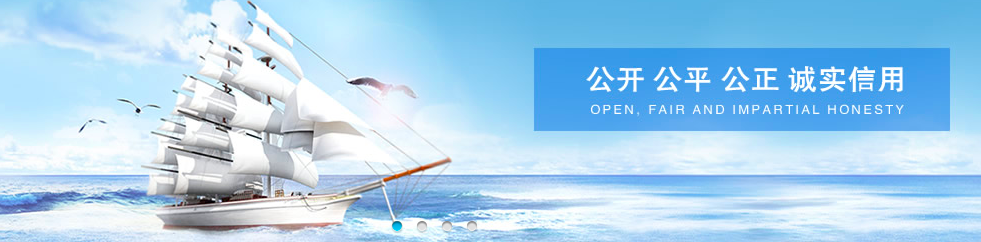 公开 公平 公正 诚实信用
OPEN, FAIR AND IMPARTIAL HONESTY